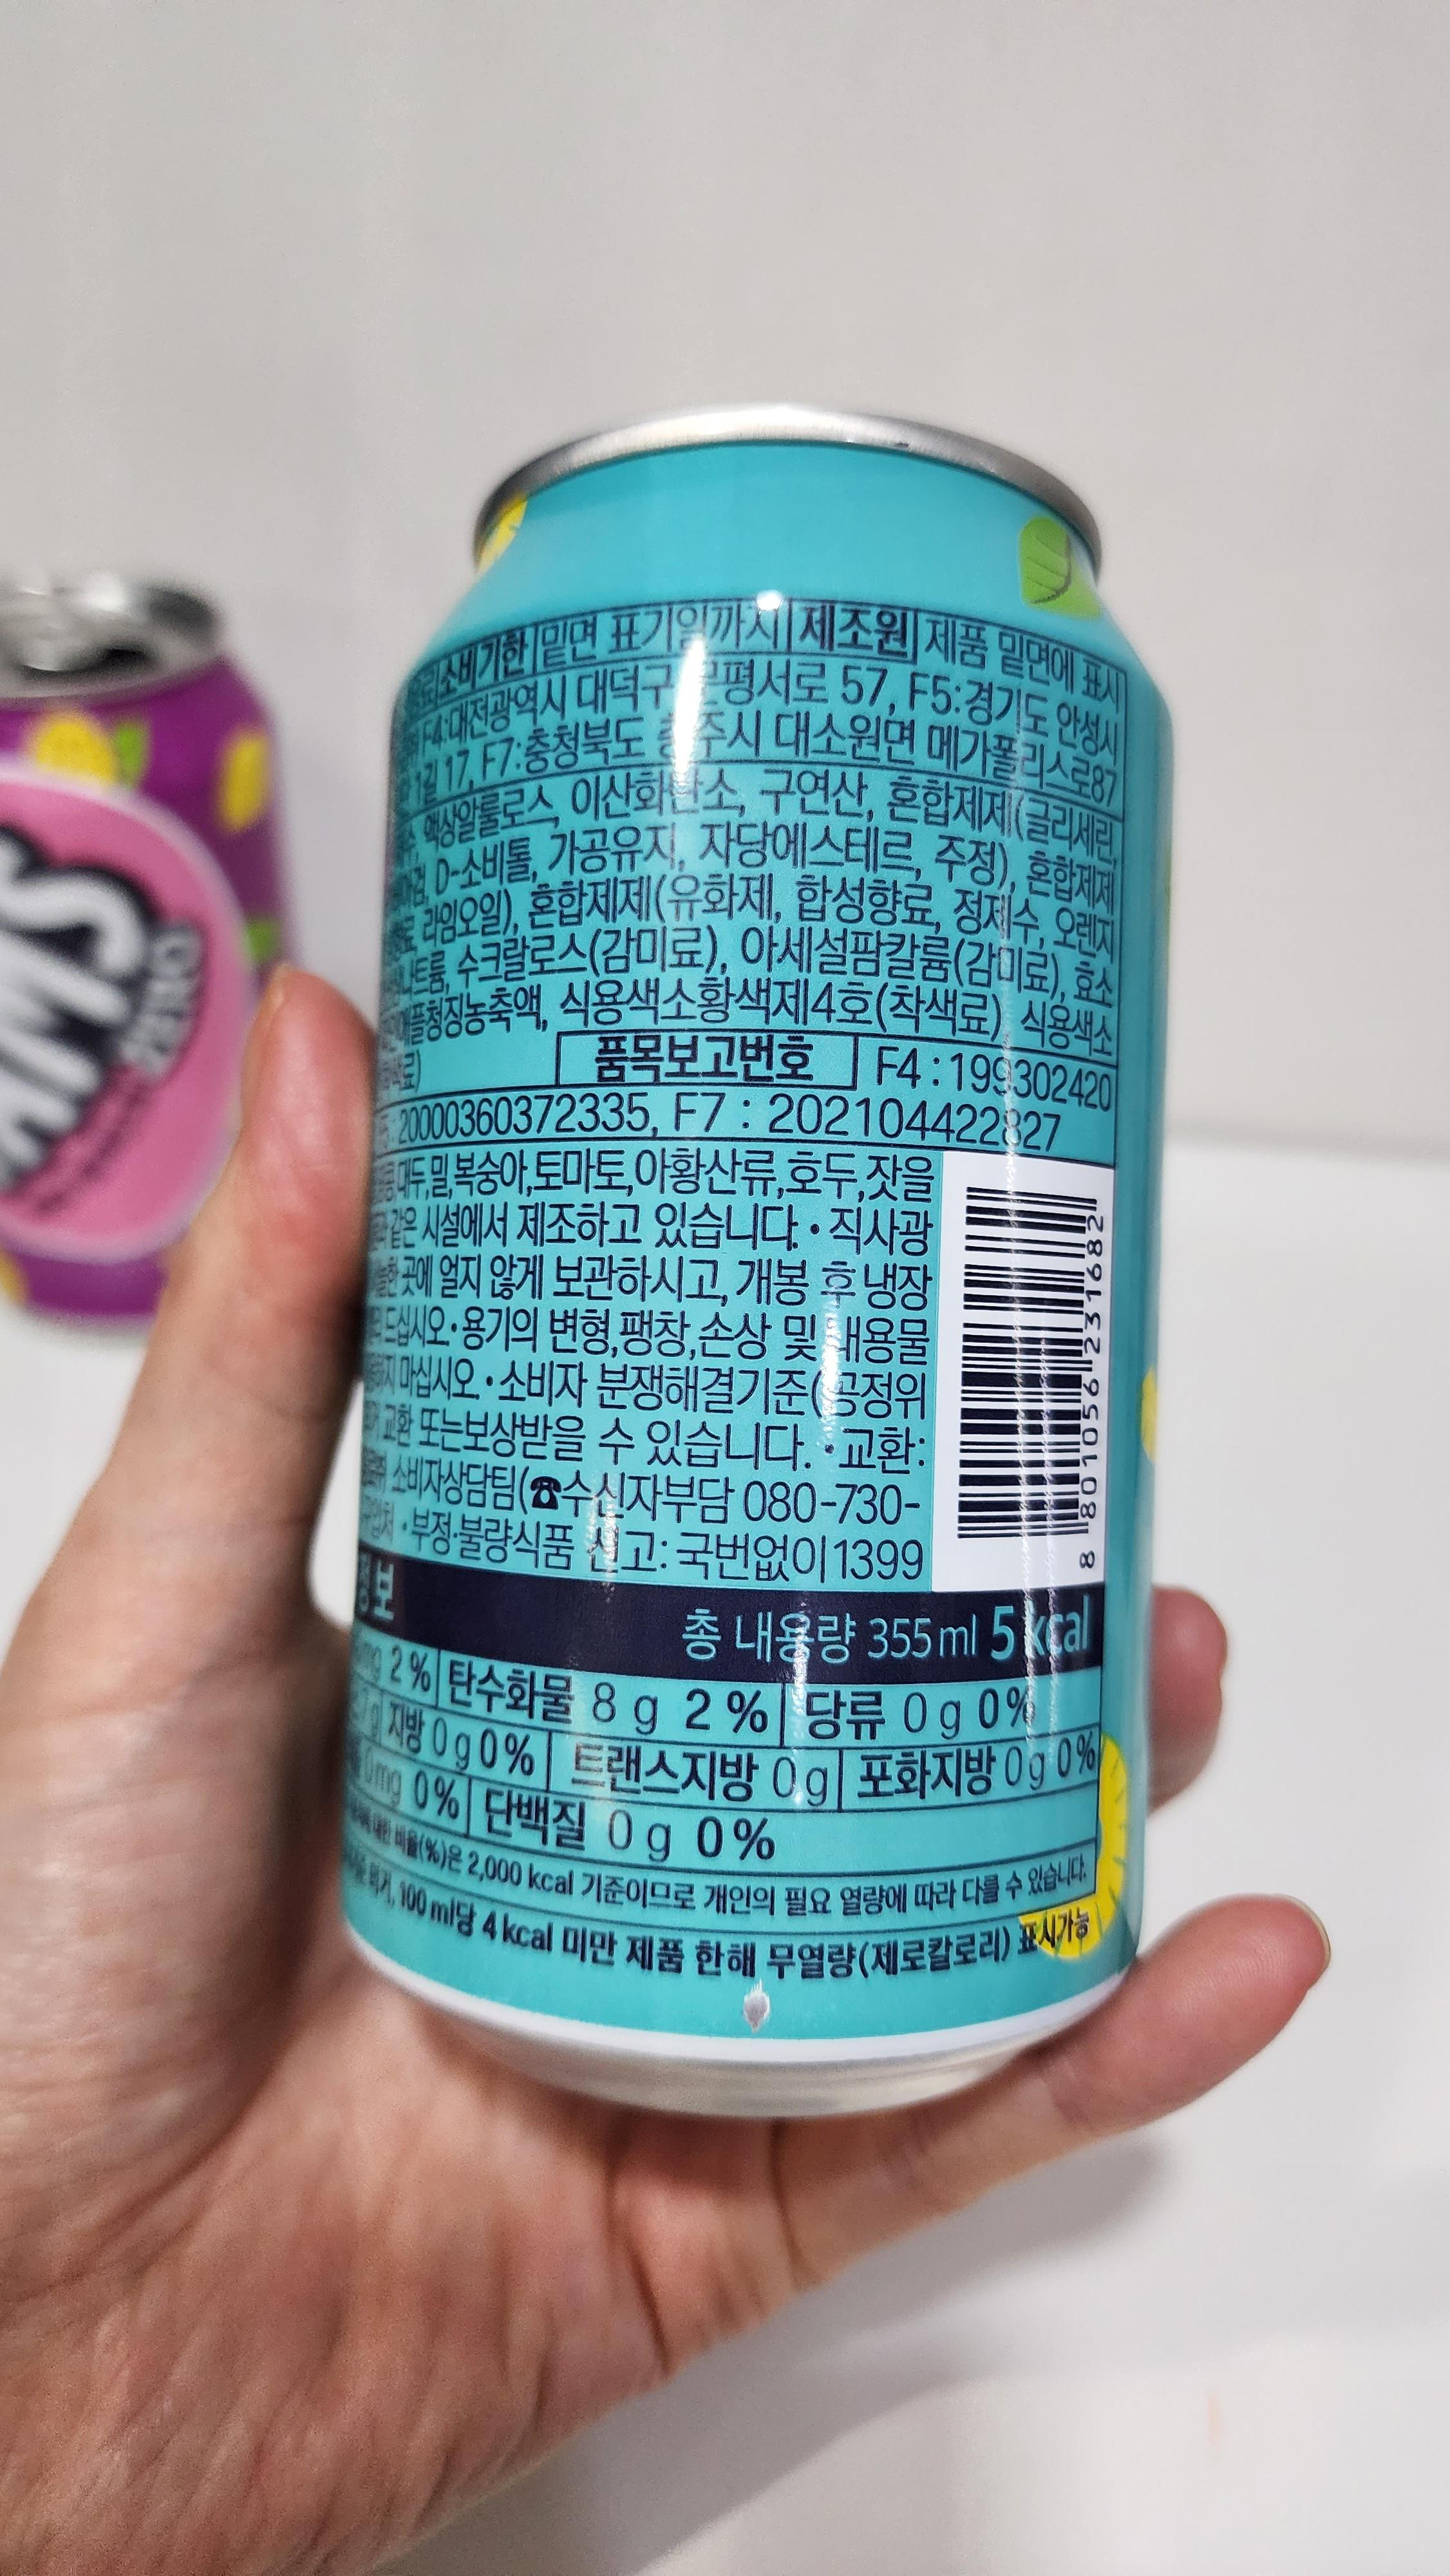 소비기한 밑면 표기일까지 제조원 제품 밑면에 표시
F4:대전광역시 대덕구 문평서로 57, F5:경기도 안성시
1길 17, F7:충청북도 충주시 대소원면 메가폴리스로87
액상알룰로스, 이산화탄소, 구연산, 혼합제제(글리세린,
D-소비톨, 가공유지, 자당에스테르, 주정), 혼합제제
라임오일), 혼합제제(유화제, 합성향료, 정제수, 오렌지
수크랄로스(감미료), 아세설팜칼륨(감미료), 효소
청징농축액, 식용색소황색제4호(착색료), 식용색소
품목보고번호 F4 : 199302420
20000360372335, F7 : 202104422827
대두,밀,복숭아,토마토,아황산류,호두,잣을
같은 시설에서 제조하고 있습니다. • 직사광
곳에 얼지 않게 보관하시고, 개봉 후 냉장
드십시오•용기의 변형,팽창,손상 및 내용물
마십시오. • 소비자 분쟁해결기준(공정위
교환 또는보상받을 수 있습니다. •교환:
소비자상담팀(☎수신자부담 080-730-
• 부정·불량식품 신고: 국번없이1399
8 801056 231682
정보 총 내용량 355ml 5 kcal
2 % 탄수화물 8 g 2 % 당류 0 g 0%
지방 0 g 0% 트랜스지방 0g 포화지방 0 g 0%
0mg 0% 단백질 0 g 0%
비율(%)은 2,000 kcal 기준이므로 개인의 필요 열량에 따라 다를 수 있습니다.
100 ml당 4 kcal 미만 제품 한해 무열량(제로칼로리) 표시가능